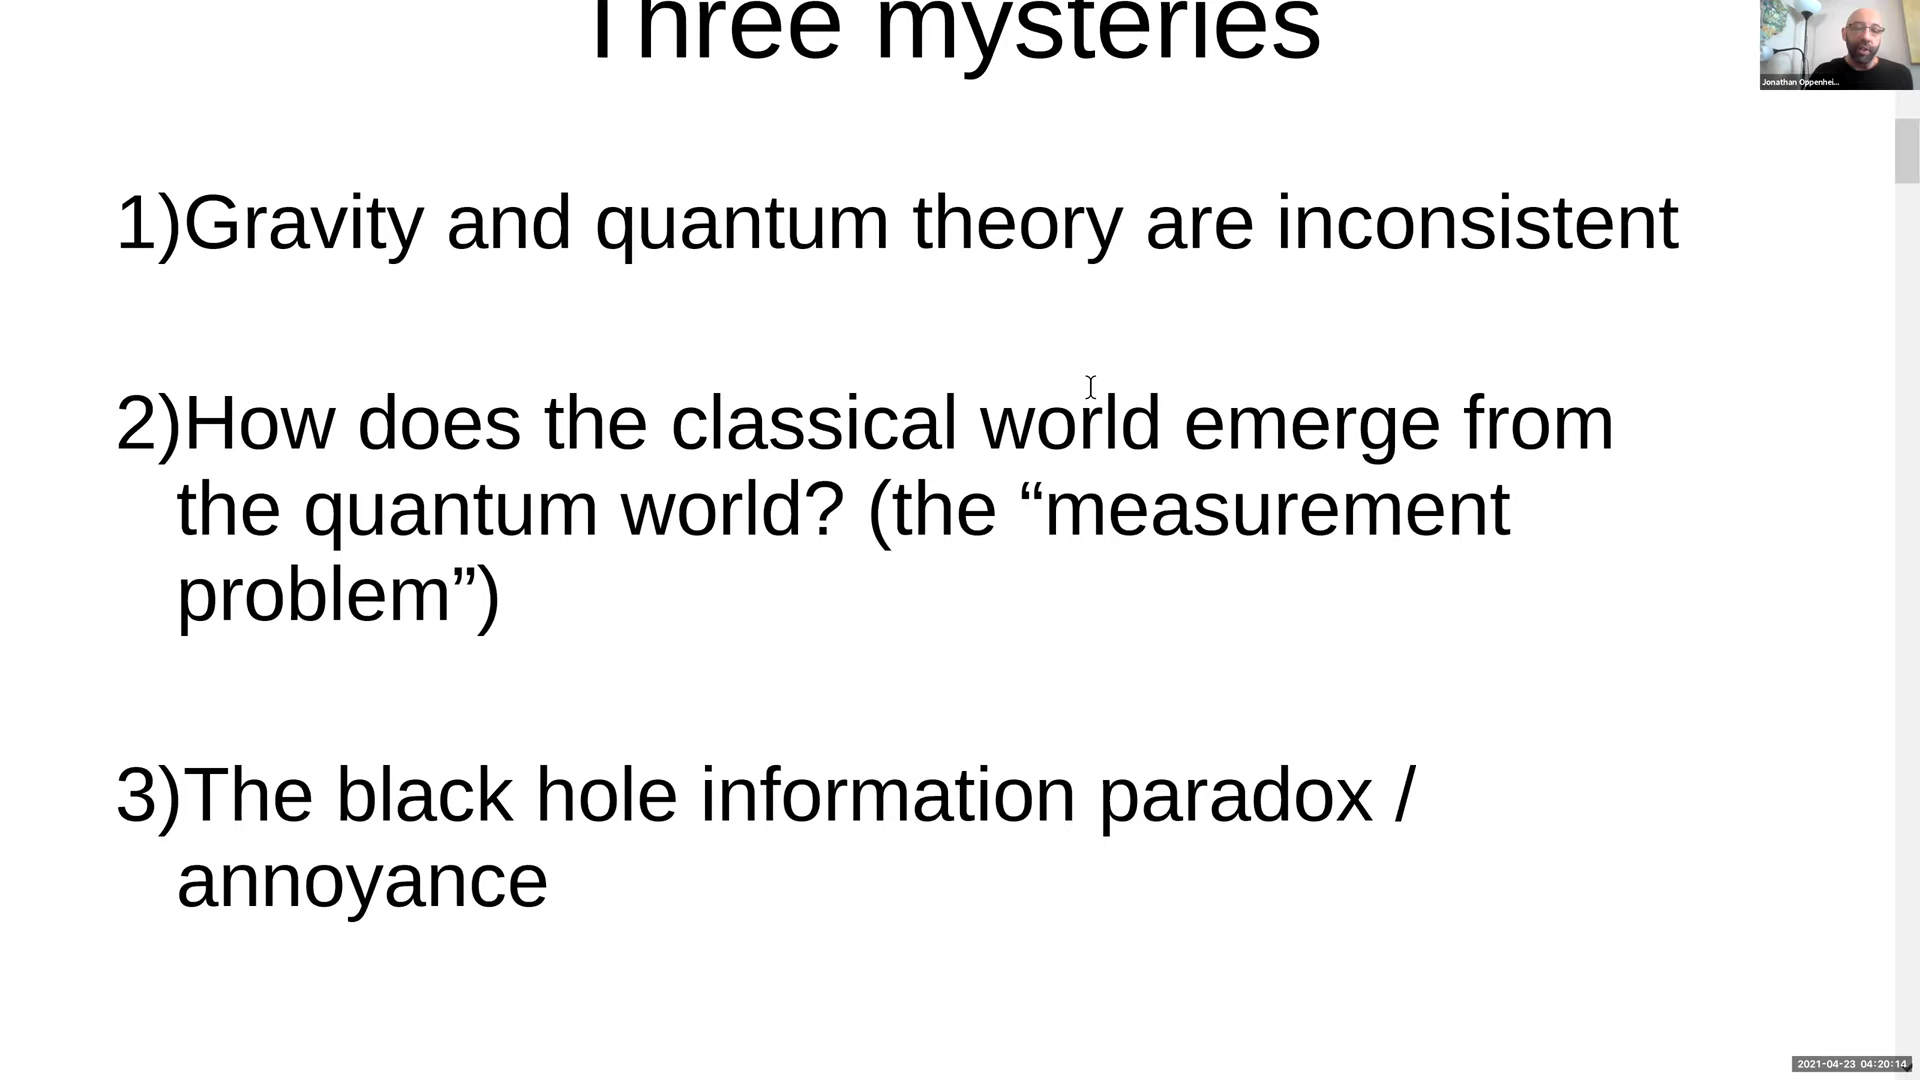 Three mysteries
Jonathan Oppenhei...
1)Gravity and quantum theory are inconsistent
2)How does the classical world emerge from
the quantum world? (the “measurement
problem”)
3)The black hole information paradox /
annoyance
2021-04-23 04:20:14